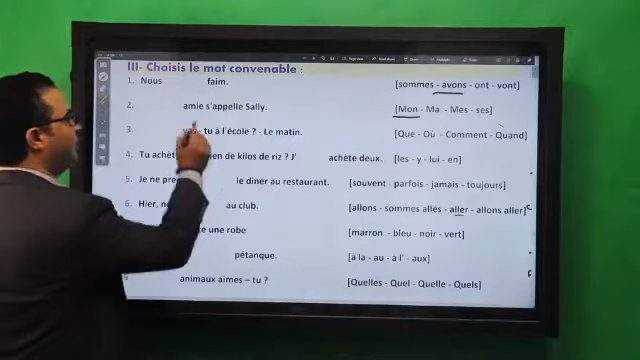 III- Choisis le mot convenable :
1. Nous faim. [sommes - avons - ont - vont]
2. amie s'appelle Sally. [Mon - Ma - Mes - ses]
3. tu à l'école ? - Le matin. [Que - Où - Comment - Quand]
4. Tu de kilos de riz ? J' achète deux. [les - y - lui - en]
5. Je ne le diner au restaurant. [souvent - parfois - jamais - toujours]
6. Hier, au club. [allons - sommes allés - aller - allons aller]
une robe [marron - bleu - noir - vert]
pétanque. [à la - au - a l' - aux]
animaux aimes – tu ? [Quelles - Quel - Quelle - Quels]